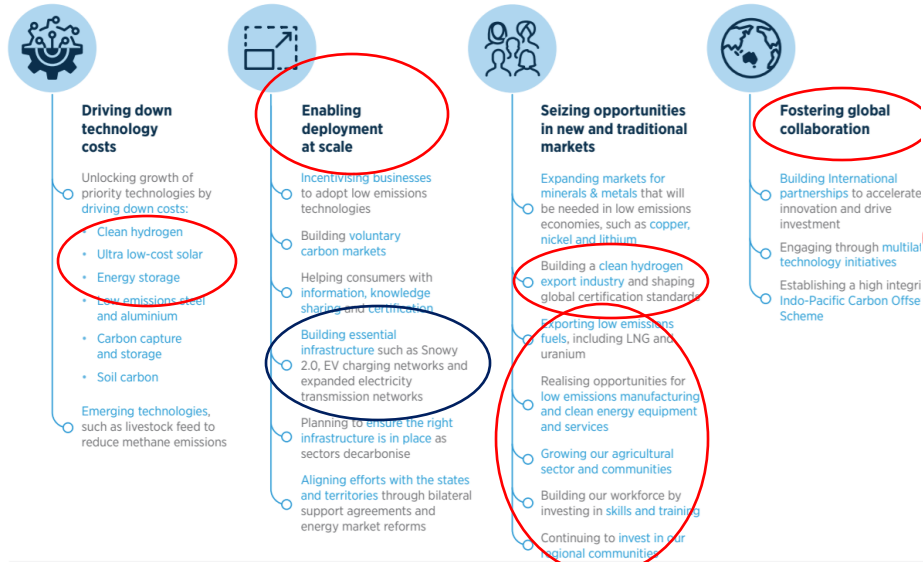 Driving down
technology
costs
Unlocking growth of
priority technologies by
driving down costs:
• Clean hydrogen
• Ultra low-cost solar
• Energy storage
• Low emissions steel
and aluminium
• Carbon capture
and storage
• Soil carbon
Emerging technologies,
such as livestock feed to
reduce methane emissions
Enabling
deployment
at scale
Incentivising businesses
to adopt low emissions
technologies
Building voluntary
carbon markets
Helping consumers with
information, knowledge
sharing and certification
Building essential
infrastructure such as Snowy
2.0, EV charging networks and
expanded electricity
transmission networks
Planning to ensure the right
infrastructure is in place as
sectors decarbonise
Aligning efforts with the states
and territories through bilateral
support agreements and
energy market reforms
Seizing opportunities
in new and traditional
markets
Expanding markets for
minerals & metals that will
be needed in low emissions
economies, such as copper,
nickel and lithium
Building a clean hydrogen
export industry and shaping
global certification standards
Exporting low emissions
fuels, including LNG and
uranium
Realising opportunities for
low emissions manufacturing
and clean energy equipment
and services
Growing our agricultural
sector and communities
Building our workforce by
investing in skills and training
Continuing to invest in our
regional communities
Fostering global
collaboration
Building International
partnerships to accelerate
innovation and drive
investment
Engaging through multilat
technology initiatives
Establishing a high integri
Indo-Pacific Carbon Offse
Scheme